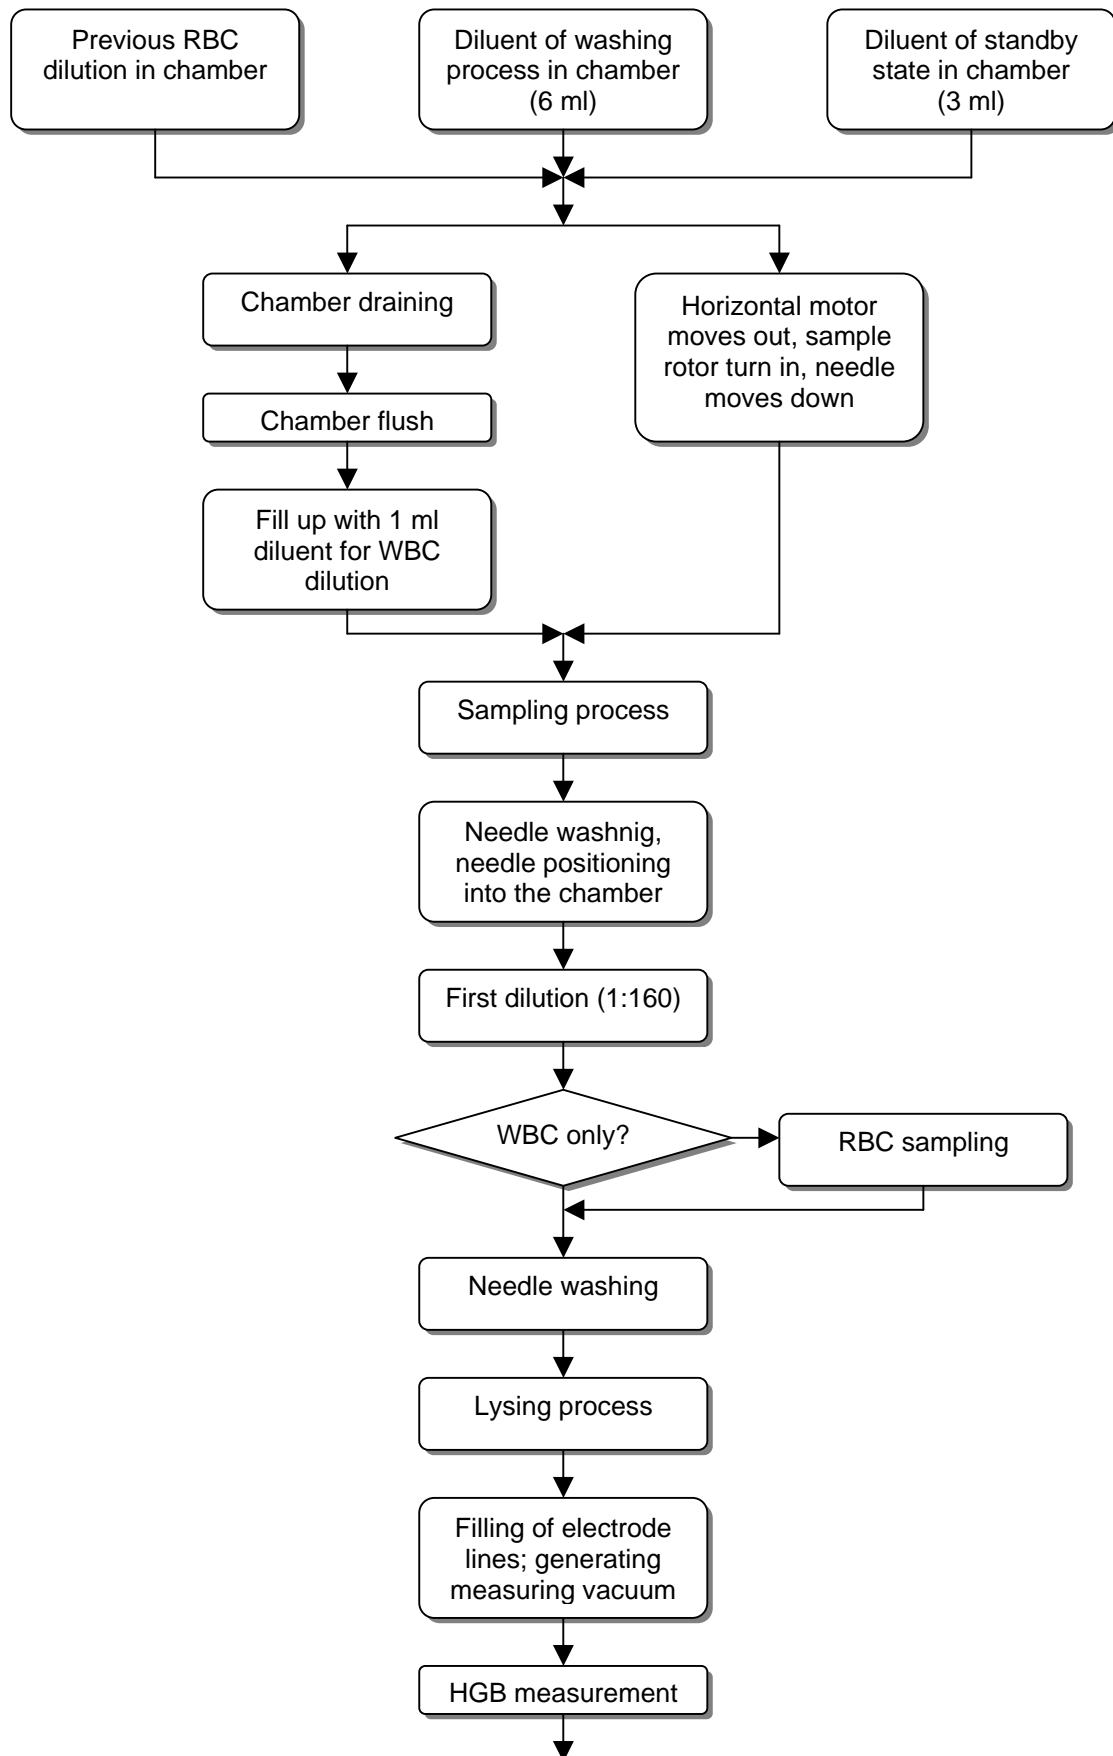 Previous RBC
dilution in chamber
Diluent of washing
process in chamber
(6 ml)
Diluent of standby
state in chamber
(3 ml)
Chamber draining
Chamber flush
Fill up with 1 ml
diluent for WBC
dilution
Horizontal motor
moves out, sample
rotor turn in, needle
moves down
Sampling process
Needle washnig,
needle positioning
into the chamber
First dilution (1:160)
WBC only?
RBC sampling
Needle washing
Lysing process
Filling of electrode
lines; generating
measuring vacuum
HGB measurement